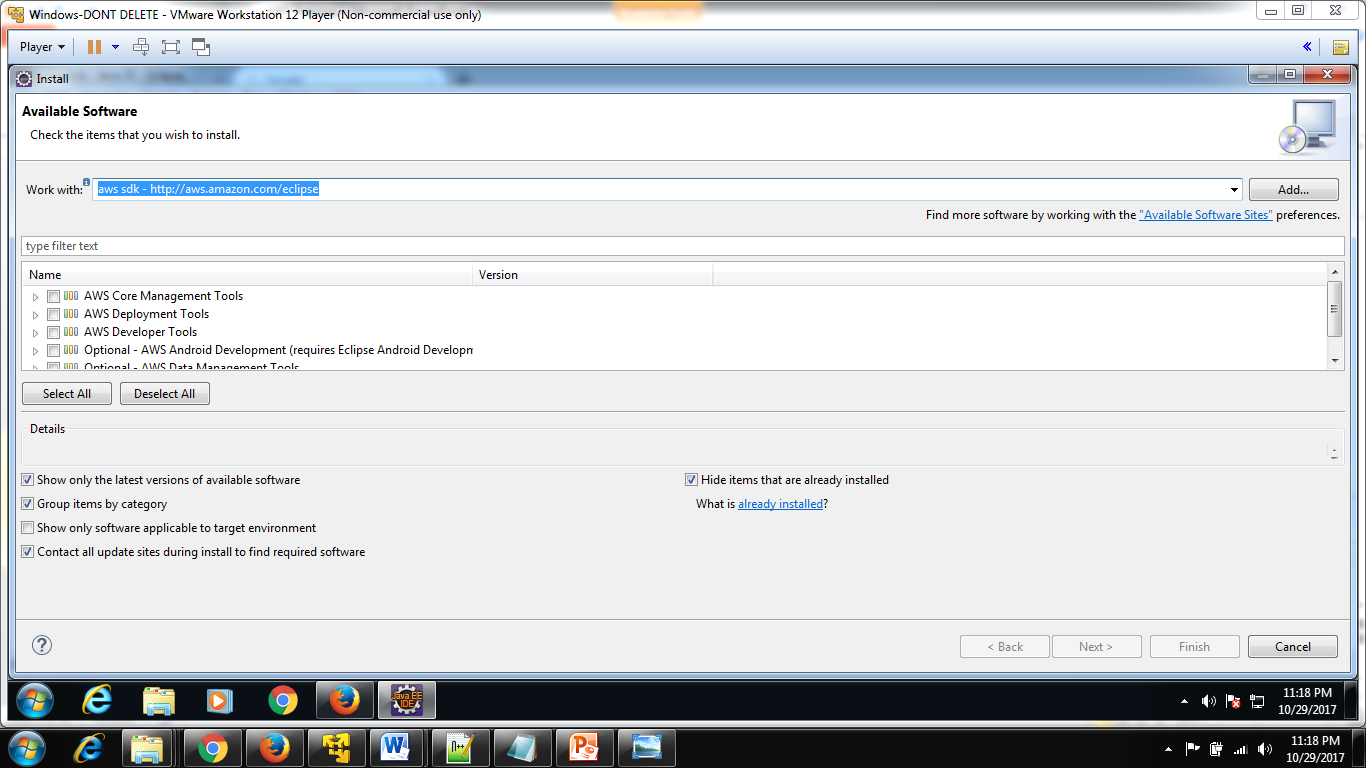 Windows-DONT DELETE - VMware Workstation 12 Player (Non-commercial use only)
Player
Install
Available Software
Check the items that you wish to install.
Work with: aws sdk - http://aws.amazon.com/eclipse Add...
Find more software by working with the "Available Software Sites" preferences.
type filter text
Name Version
AWS Core Management Tools
AWS Deployment Tools
AWS Developer Tools
Optional - AWS Android Development (requires Eclipse Android Developm
Optional - AWS Data Management Tools
Select All Deselect All
Details
Show only the latest versions of available software Hide items that are already installed
Group items by category What is already installed?
Show only software applicable to target environment
Contact all update sites during install to find required software
< Back Next > Finish Cancel
Java EE
IDE
11:18 PM
10/29/2017
11:18 PM
10/29/2017